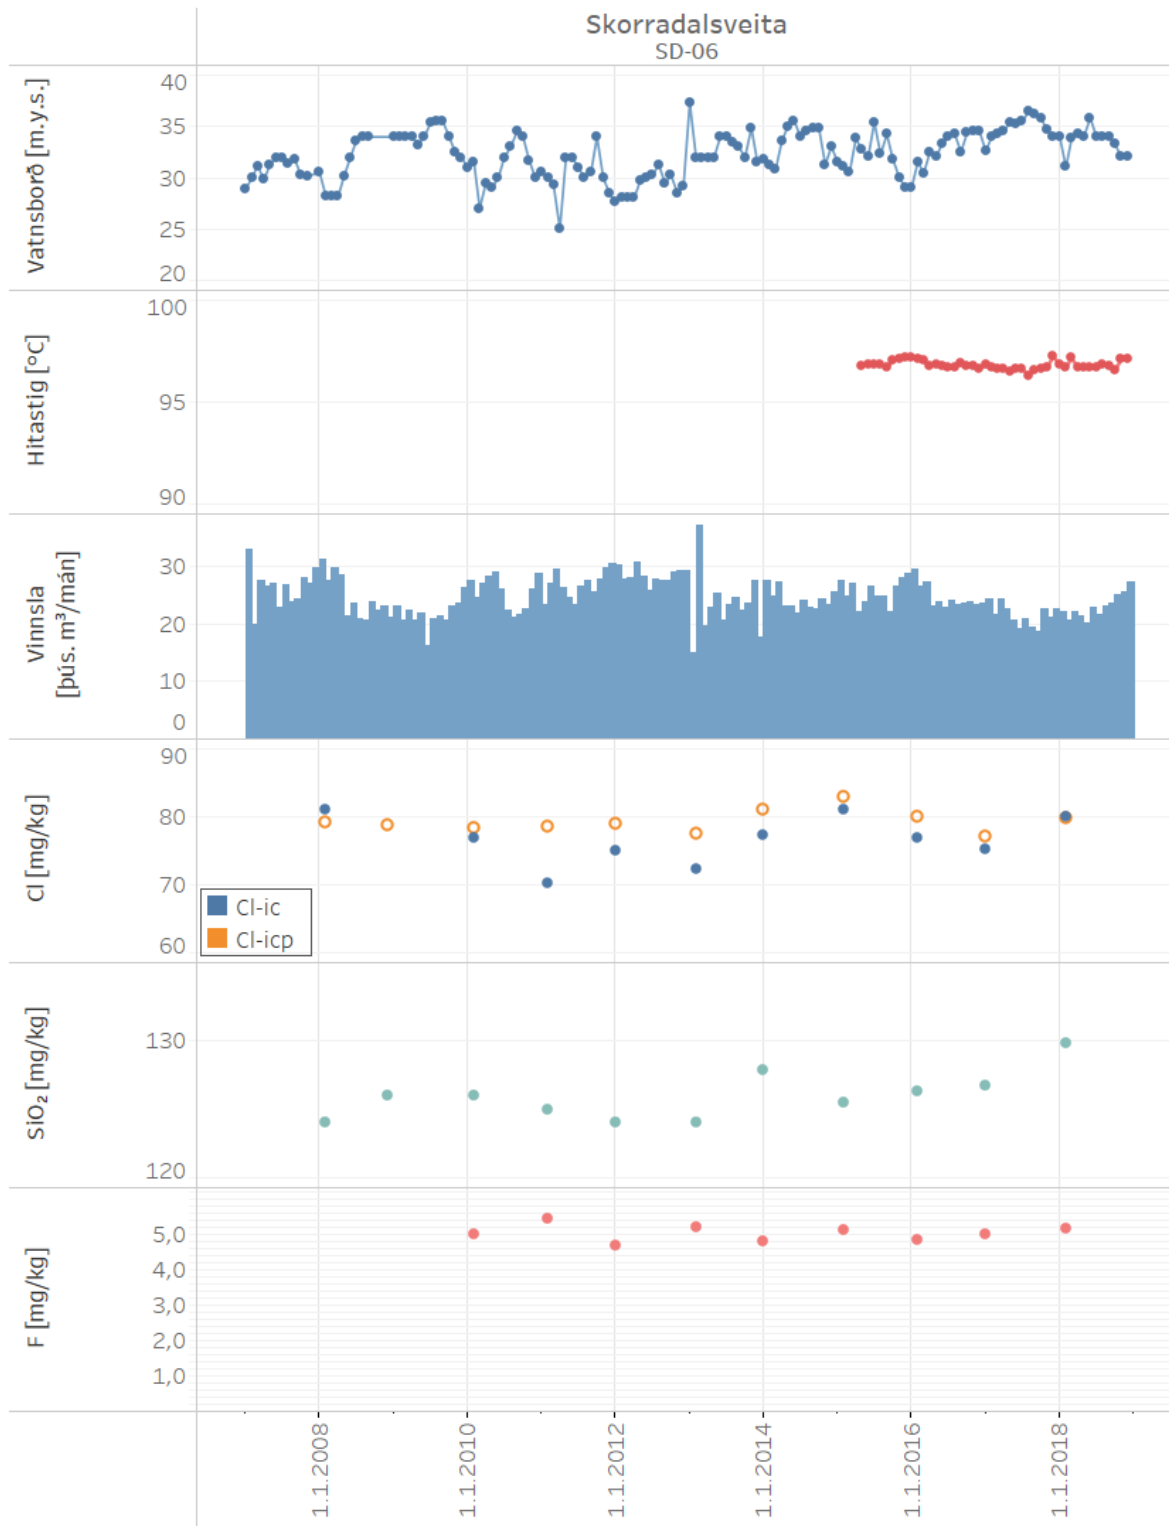 Skorradalsveita
SD-06
Vatnsborð [m.y.s.]
40
35
30
25
20
Hitastig [°C]
100
95
90
Vinnsla
[þús. m³/mán]
30
20
10
0
Cl [mg/kg]
90
80
70
60
Cl-ic
Cl-icp
SiO₂ [mg/kg]
130
120
F [mg/kg]
5,0
4,0
3,0
2,0
1,0
1.1.2008
1.1.2010
1.1.2012
1.1.2014
1.1.2016
1.1.2018